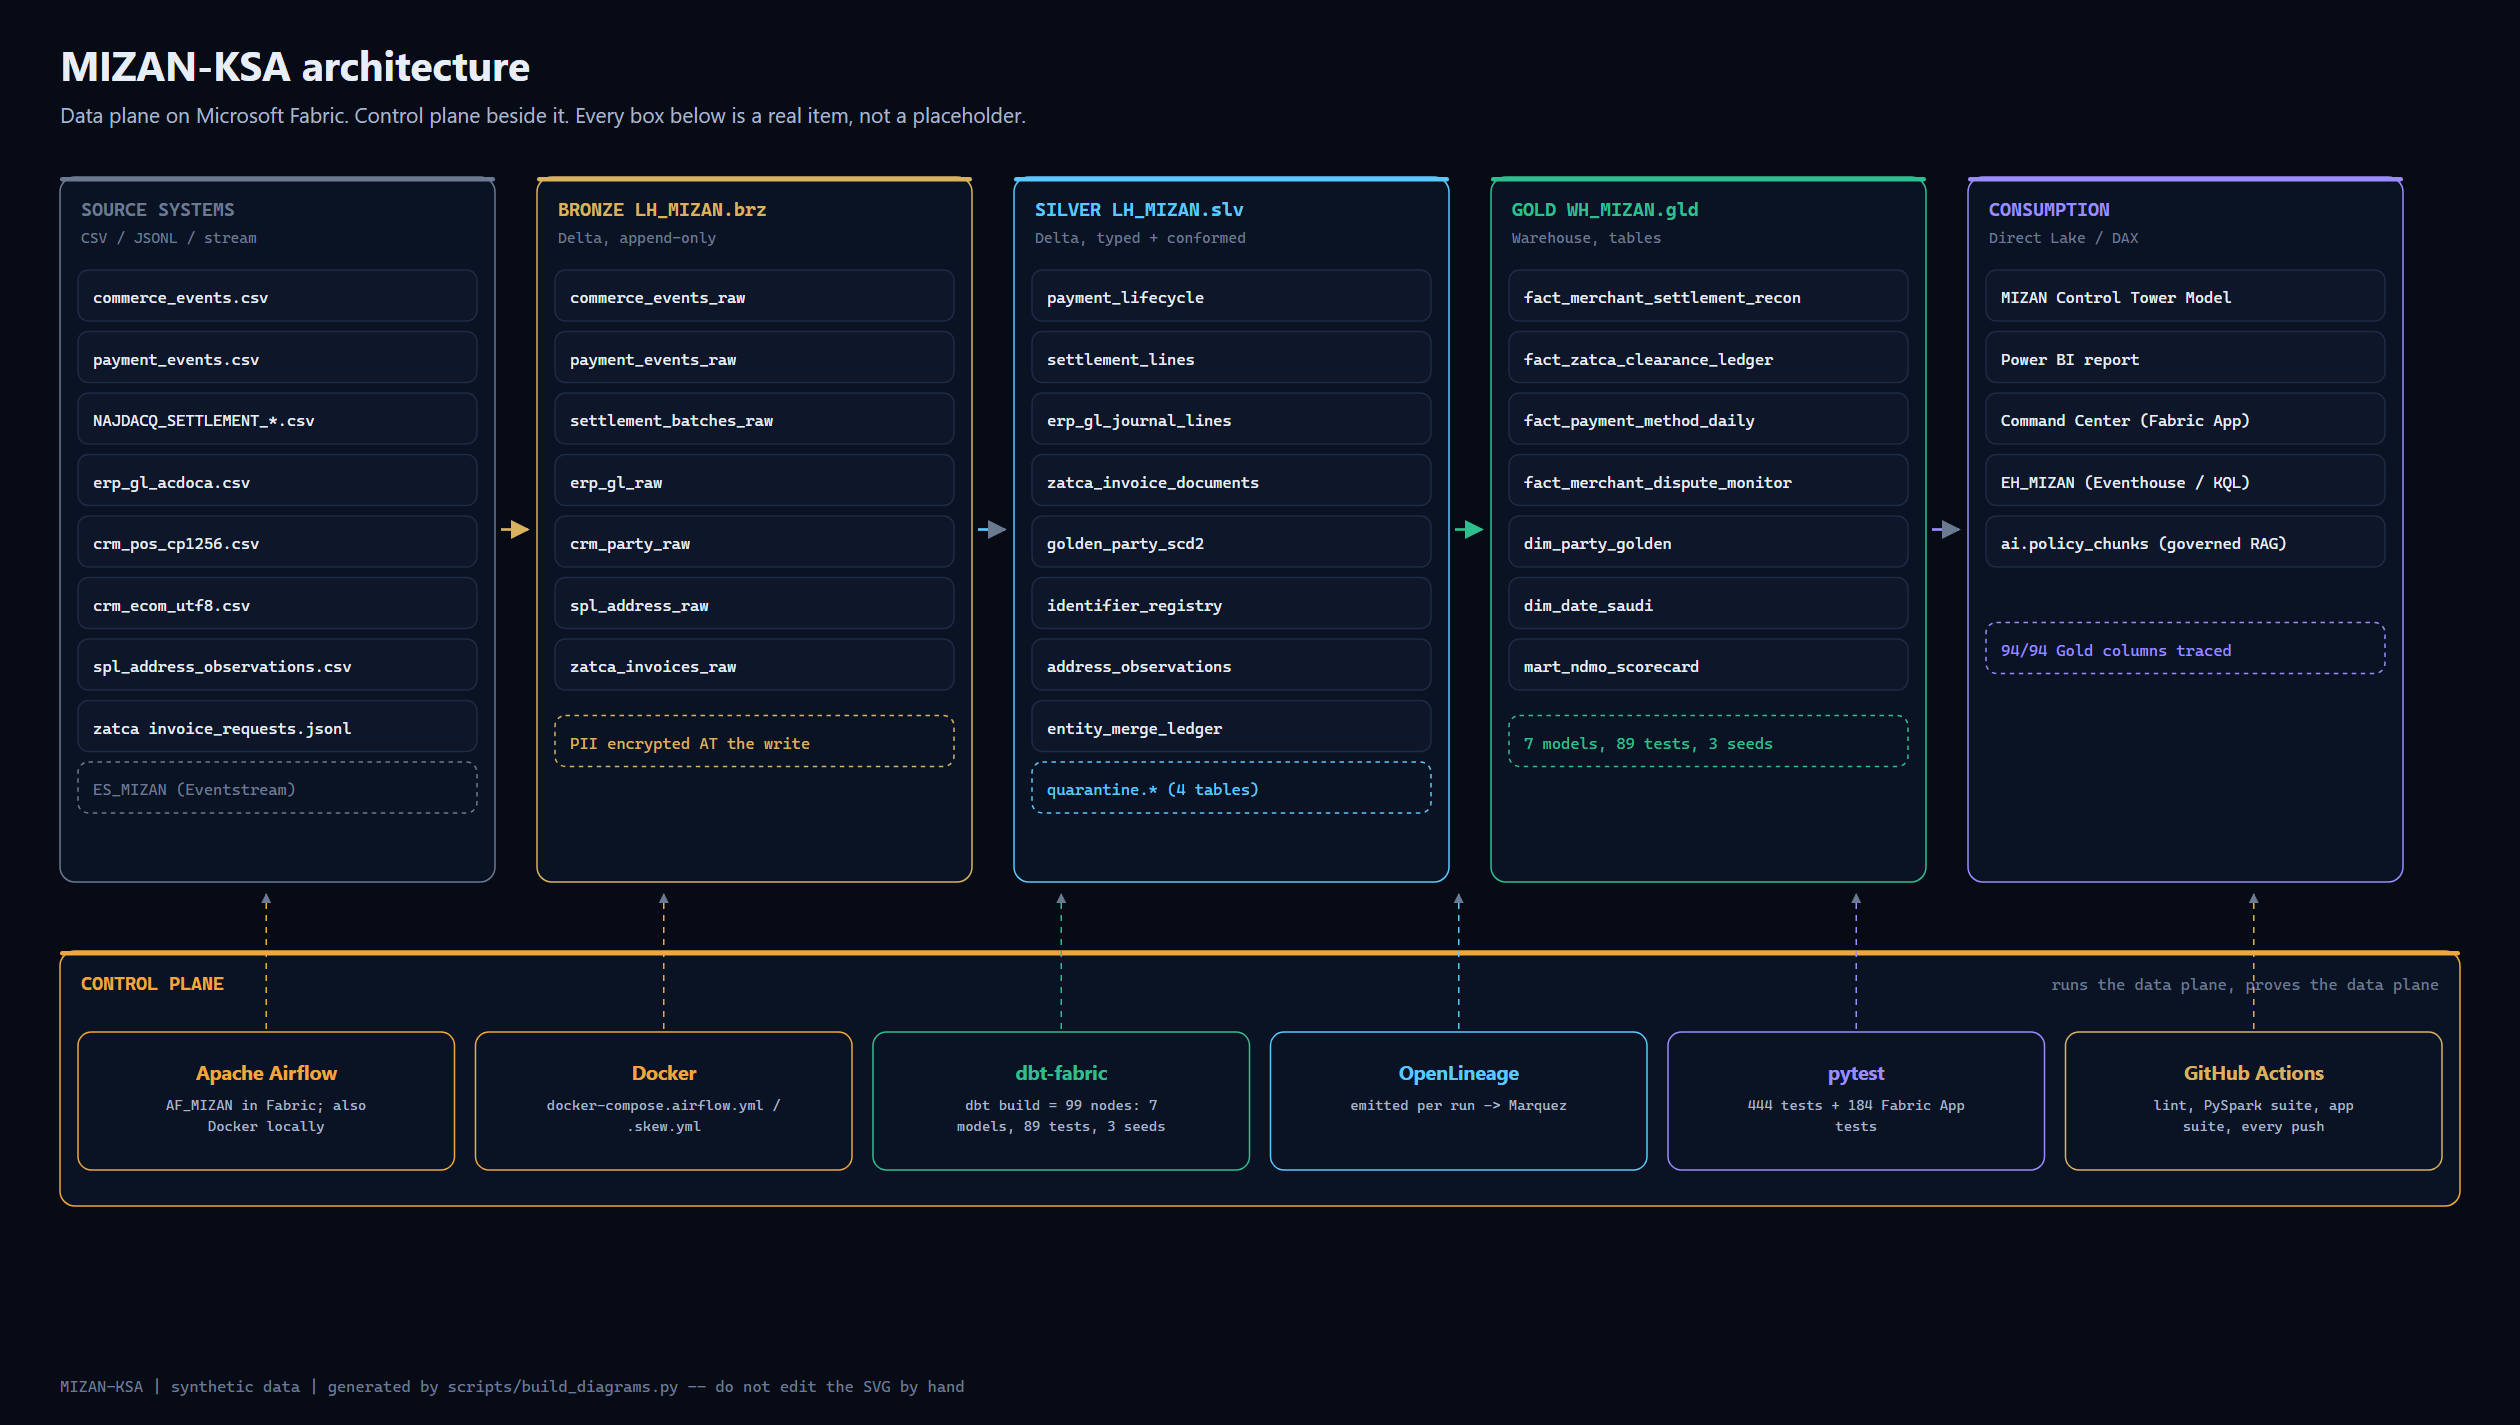 MIZAN-KSA architecture
Data plane on Microsoft Fabric. Control plane beside it. Every box below is a real item, not a placeholder.
SOURCE SYSTEMS
CSV / JSONL / stream
commerce_events.csv
payment_events.csv
NAJDACQ_SETTLEMENT_*.csv
erp_gl_acdoca.csv
crm_pos_cp1256.csv
crm_ecom_utf8.csv
spl_address_observations.csv
zatca invoice_requests.jsonl
ES_MIZAN (Eventstream)
BRONZE LH_MIZAN.brz
Delta, append-only
commerce_events_raw
payment_events_raw
settlement_batches_raw
erp_gl_raw
crm_party_raw
spl_address_raw
zatca_invoices_raw
PII encrypted AT the write
SILVER LH_MIZAN.slv
Delta, typed + conformed
payment_lifecycle
settlement_lines
erp_gl_journal_lines
zatca_invoice_documents
golden_party_scd2
identifier_registry
address_observations
entity_merge_ledger
quarantine.* (4 tables)
GOLD WH_MIZAN.gld
Warehouse, tables
fact_merchant_settlement_recon
fact_zatca_clearance_ledger
fact_payment_method_daily
fact_merchant_dispute_monitor
dim_party_golden
dim_date_saudi
mart_ndmo_scorecard
7 models, 89 tests, 3 seeds
CONSUMPTION
Direct Lake / DAX
MIZAN Control Tower Model
Power BI report
Command Center (Fabric App)
EH_MIZAN (Eventhouse / KQL)
ai.policy_chunks (governed RAG)
94/94 Gold columns traced
CONTROL PLANE
runs the data plane, proves the data plane
Apache Airflow
AF_MIZAN in Fabric; also
Docker locally
Docker
docker-compose.airflow.yml /
.skew.yml
dbt-fabric
dbt build = 99 nodes: 7
models, 89 tests, 3 seeds
OpenLineage
emitted per run -> Marquez
pytest
444 tests + 184 Fabric App
tests
GitHub Actions
lint, PySpark suite, app
suite, every push
MIZAN-KSA | synthetic data | generated by scripts/build_diagrams.py -- do not edit the SVG by hand